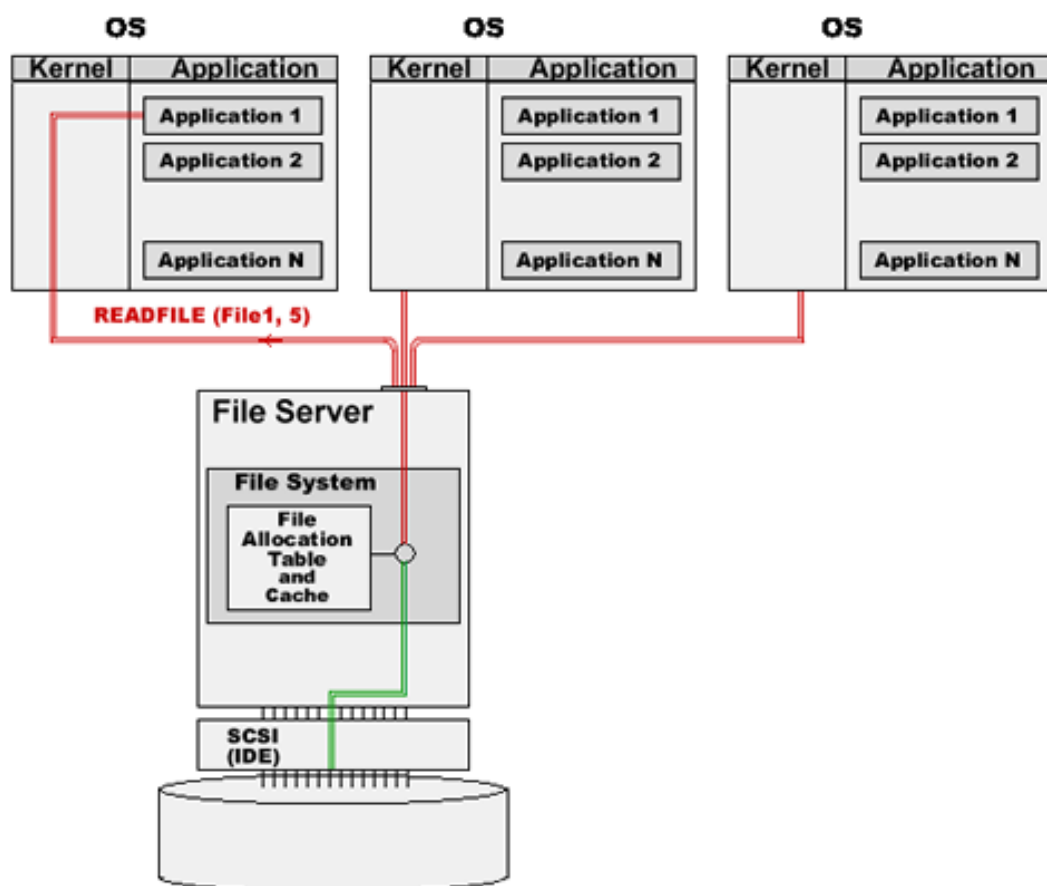 OS
OS
OS
Kernel
Application
Kernel
Application
Kernel
Application
Application 1
Application 2
Application N
Application 1
Application 2
Application N
Application 1
Application 2
Application N
READFILE (File1, 5)
File Server
File System
File
Allocation
Table
and
Cache
SCSI
(IDE)